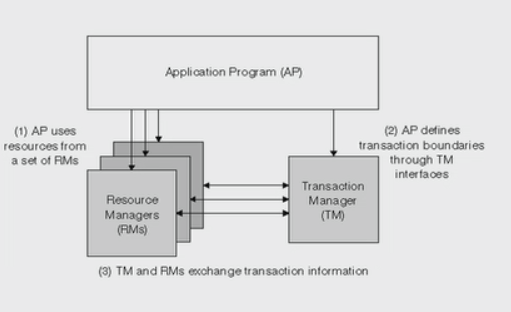 Application Program (AP)
(1) AP uses
resources from
a set of RMs
(2) AP defines
transaction boundaries
through TM
interfaces
Resource
Managers
(RMs)
Transaction
Manager
(TM)
(3) TM and RMs exchange transaction information